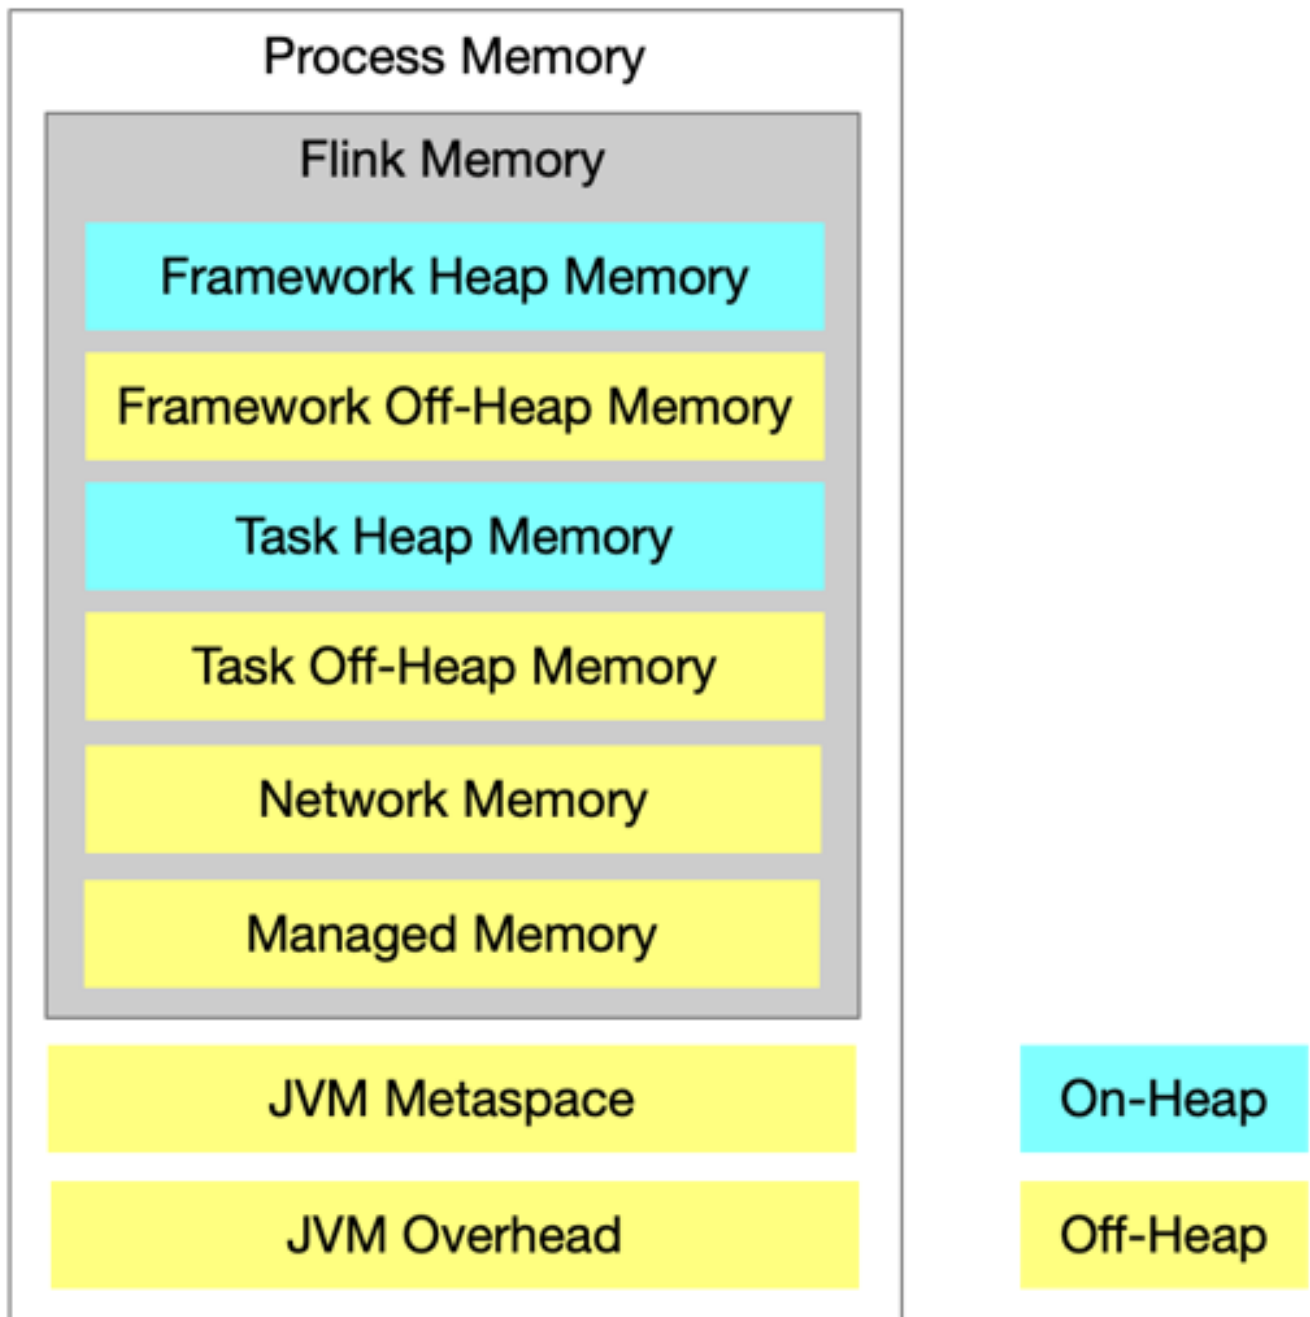 Process Memory
Flink Memory
Framework Heap Memory
Framework Off-Heap Memory
Task Heap Memory
Task Off-Heap Memory
Network Memory
Managed Memory
JVM Metaspace
On-Heap
JVM Overhead
Off-Heap